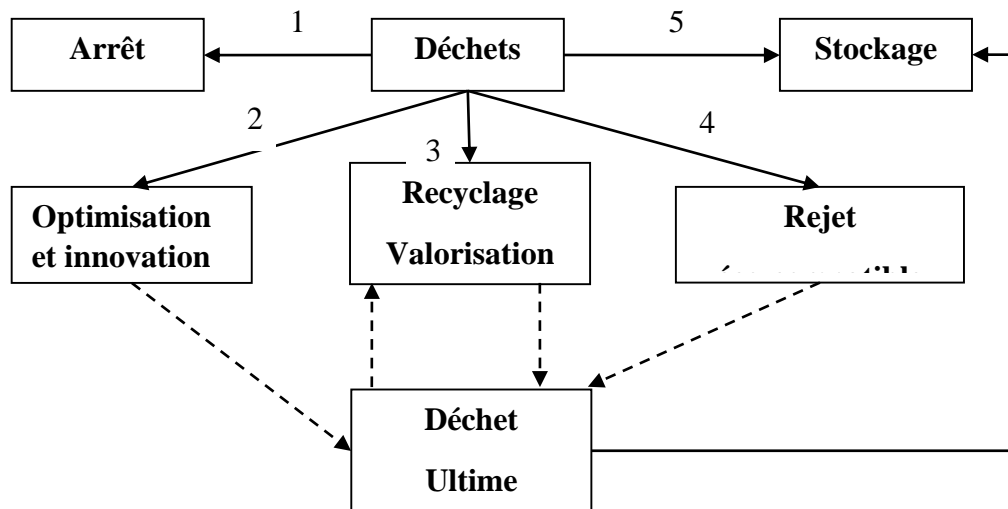 1
5
Arrêt
Déchets
Stockage
2
4
3
Optimisation
et innovation
Recyclage
Valorisation
Rejet
Déchet
Ultime